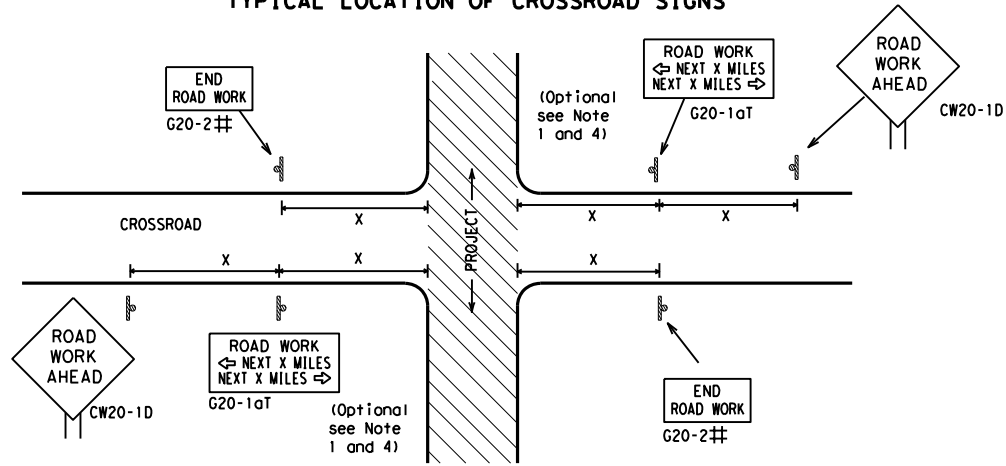 TYPICAL LOCATION OF CROSSROAD SIGNS
END
ROAD WORK
G20-2#
(Optional
see Note
1 and 4)
ROAD WORK
⇦ NEXT X MILES
NEXT X MILES ⇨
G20-1aT
ROAD
WORK
AHEAD
CW20-1D
CROSSROAD
X
X
X
PROJECT
X
X
X
ROAD
WORK
AHEAD
CW20-1D
ROAD WORK
⇦ NEXT X MILES
NEXT X MILES ⇨
G20-1aT
(Optional
see Note
1 and 4)
END
ROAD WORK
G20-2#